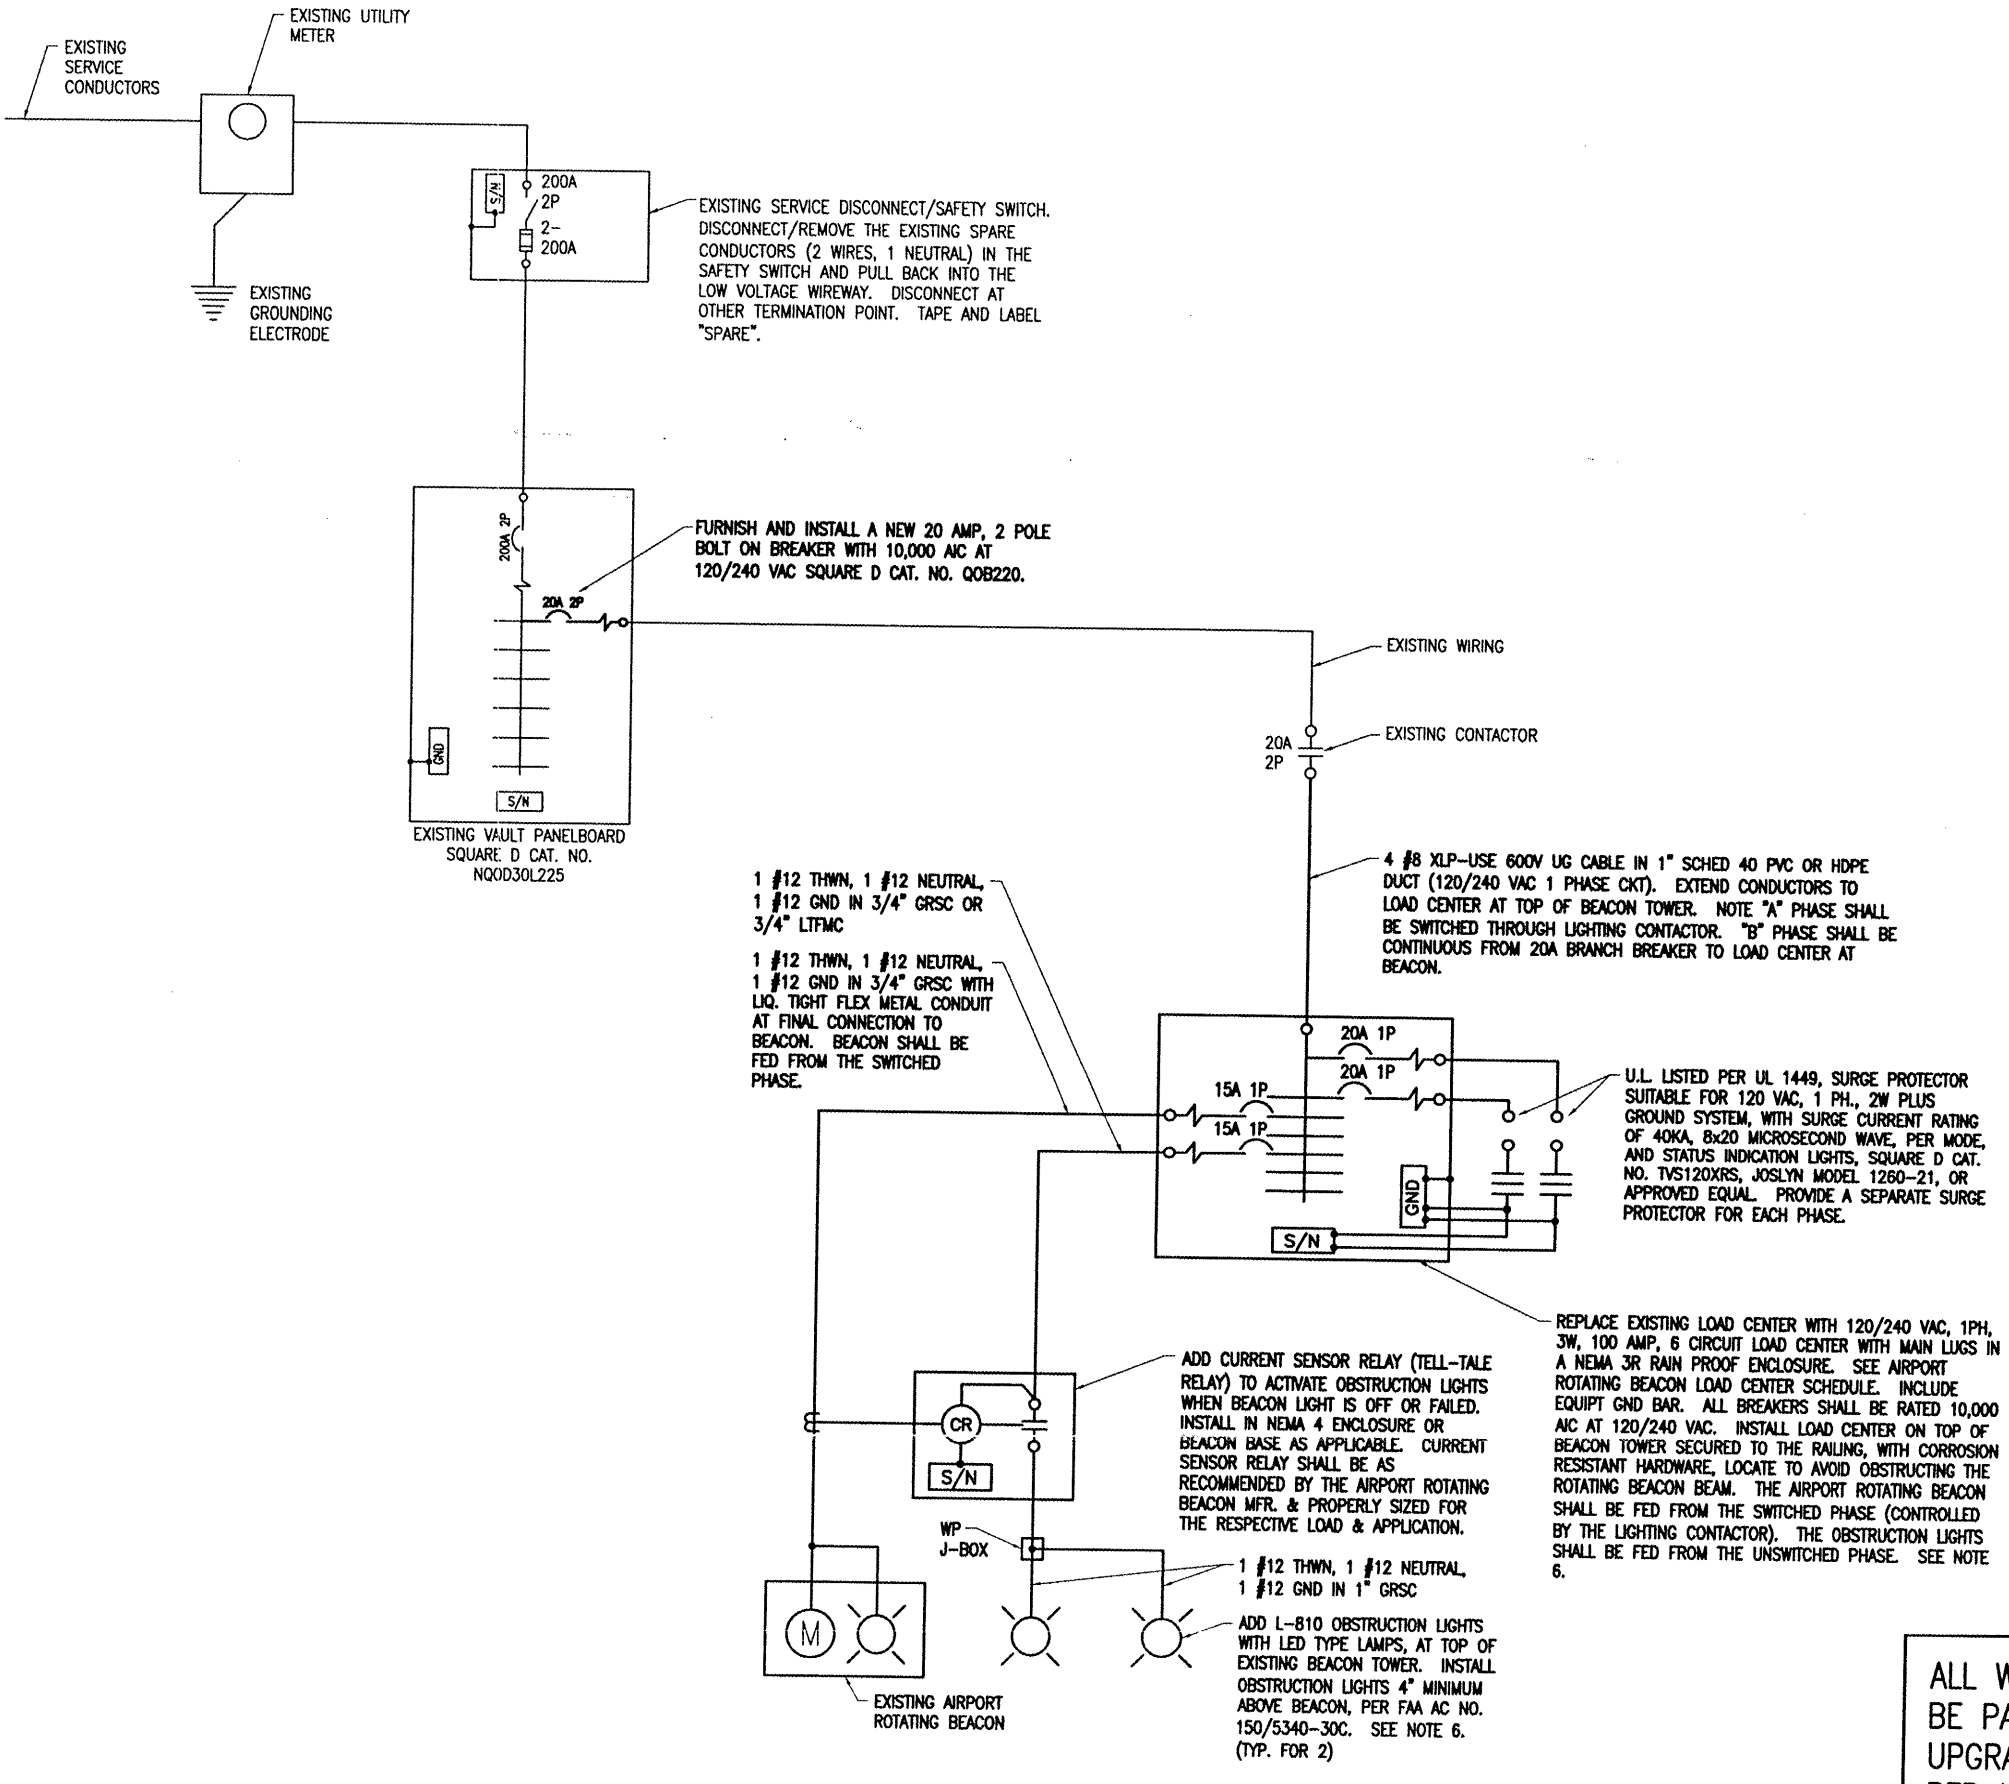 EXISTING UTILITY
METER
EXISTING
SERVICE
CONDUCTORS
S/N
200A
2P
2-
200A
EXISTING SERVICE DISCONNECT/SAFETY SWITCH.
DISCONNECT/REMOVE THE EXISTING SPARE
CONDUCTORS (2 WIRES, 1 NEUTRAL) IN THE
SAFETY SWITCH AND PULL BACK INTO THE
LOW VOLTAGE WIREWAY. DISCONNECT AT
OTHER TERMINATION POINT. TAPE AND LABEL
"SPARE".
EXISTING
GROUNDING
ELECTRODE
200A 2P
20A 2P
FURNISH AND INSTALL A NEW 20 AMP, 2 POLE
BOLT ON BREAKER WITH 10,000 AIC AT
120/240 VAC SQUARE D CAT. NO. QOB220.
GND
S/N
EXISTING VAULT PANELBOARD
SQUARE D CAT. NO.
NQOD30L225
EXISTING WIRING
20A
2P
EXISTING CONTACTOR
4 #8 XLP-USE 600V UG CABLE IN 1" SCHED 40 PVC OR HDPE
DUCT (120/240 VAC 1 PHASE CKT). EXTEND CONDUCTORS TO
LOAD CENTER AT TOP OF BEACON TOWER. NOTE "A" PHASE SHALL
BE SWITCHED THROUGH LIGHTING CONTACTOR. "B" PHASE SHALL BE
CONTINUOUS FROM 20A BRANCH BREAKER TO LOAD CENTER AT
BEACON.
1 #12 THWN, 1 #12 NEUTRAL,
1 #12 GND IN 3/4" GRSC OR
3/4" LTFMC
1 #12 THWN, 1 #12 NEUTRAL,
1 #12 GND IN 3/4" GRSC WITH
LIQ. TIGHT FLEX METAL CONDUIT
AT FINAL CONNECTION TO
BEACON. BEACON SHALL BE
FED FROM THE SWITCHED
PHASE.
20A 1P
20A 1P
15A 1P
15A 1P
GND
S/N
U.L. LISTED PER UL 1449, SURGE PROTECTOR
SUITABLE FOR 120 VAC, 1 PH., 2W PLUS
GROUND SYSTEM, WITH SURGE CURRENT RATING
OF 40KA, 8x20 MICROSECOND WAVE, PER MODE,
AND STATUS INDICATION LIGHTS, SQUARE D CAT.
NO. TVS120XRS, JOSLYN MODEL 1260-21, OR
APPROVED EQUAL. PROVIDE A SEPARATE SURGE
PROTECTOR FOR EACH PHASE.
REPLACE EXISTING LOAD CENTER WITH 120/240 VAC, 1PH,
3W, 100 AMP, 6 CIRCUIT LOAD CENTER WITH MAIN LUGS IN
A NEMA 3R RAIN PROOF ENCLOSURE. SEE AIRPORT
ROTATING BEACON LOAD CENTER SCHEDULE. INCLUDE
EQUIPT GND BAR. ALL BREAKERS SHALL BE RATED 10,000
AIC AT 120/240 VAC. INSTALL LOAD CENTER ON TOP OF
BEACON TOWER SECURED TO THE RAILING, WITH CORROSION
RESISTANT HARDWARE, LOCATE TO AVOID OBSTRUCTING THE
ROTATING BEACON BEAM. THE AIRPORT ROTATING BEACON
SHALL BE FED FROM THE SWITCHED PHASE (CONTROLLED
BY THE LIGHTING CONTACTOR). THE OBSTRUCTION LIGHTS
SHALL BE FED FROM THE UNSWITCHED PHASE. SEE NOTE
6.
ADD CURRENT SENSOR RELAY (TELL-TALE
RELAY) TO ACTIVATE OBSTRUCTION LIGHTS
WHEN BEACON LIGHT IS OFF OR FAILED.
INSTALL IN NEMA 4 ENCLOSURE OR
BEACON BASE AS APPLICABLE. CURRENT
SENSOR RELAY SHALL BE AS
RECOMMENDED BY THE AIRPORT ROTATING
BEACON MFR. & PROPERLY SIZED FOR
THE RESPECTIVE LOAD & APPLICATION.
CR
S/N
WP
J-BOX
1 #12 THWN, 1 #12 NEUTRAL,
1 #12 GND IN 1" GRSC
ADD L-810 OBSTRUCTION LIGHTS
WITH LED TYPE LAMPS, AT TOP OF
EXISTING BEACON TOWER. INSTALL
OBSTRUCTION LIGHTS 4" MINIMUM
ABOVE BEACON, PER FAA AC NO.
150/5340-30C. SEE NOTE 6.
(TYP. FOR 2)
M
EXISTING AIRPORT
ROTATING BEACON
ALL
BE